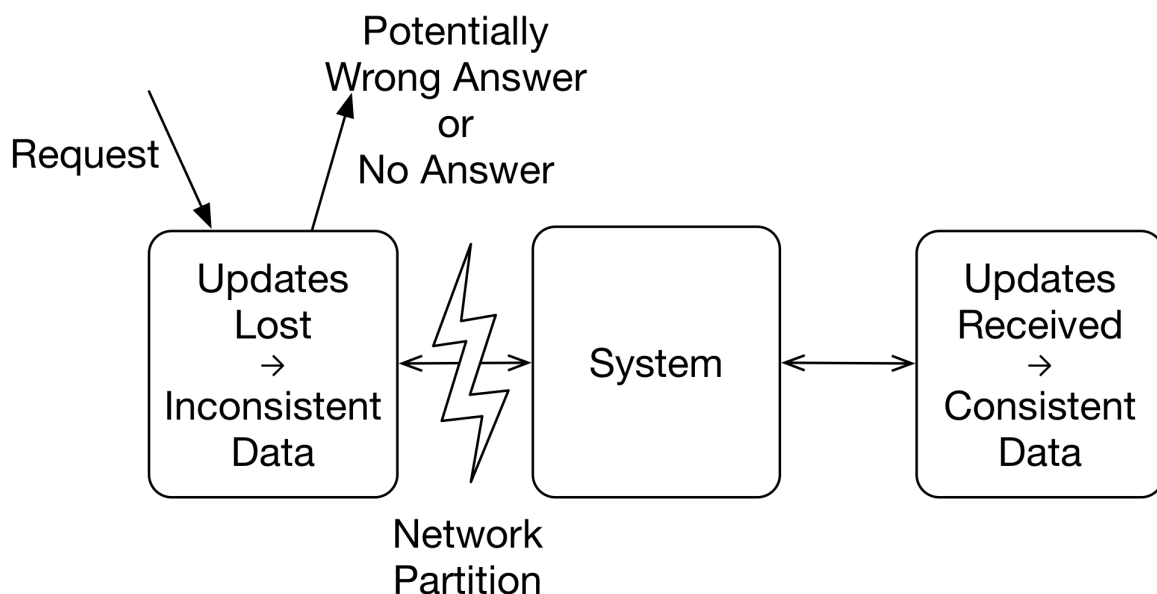 Potentially
Wrong Answer
or
No Answer
Request
Updates
Lost
→
Inconsistent
Data
System
Updates
Received
→
Consistent
Data
Network
Partition